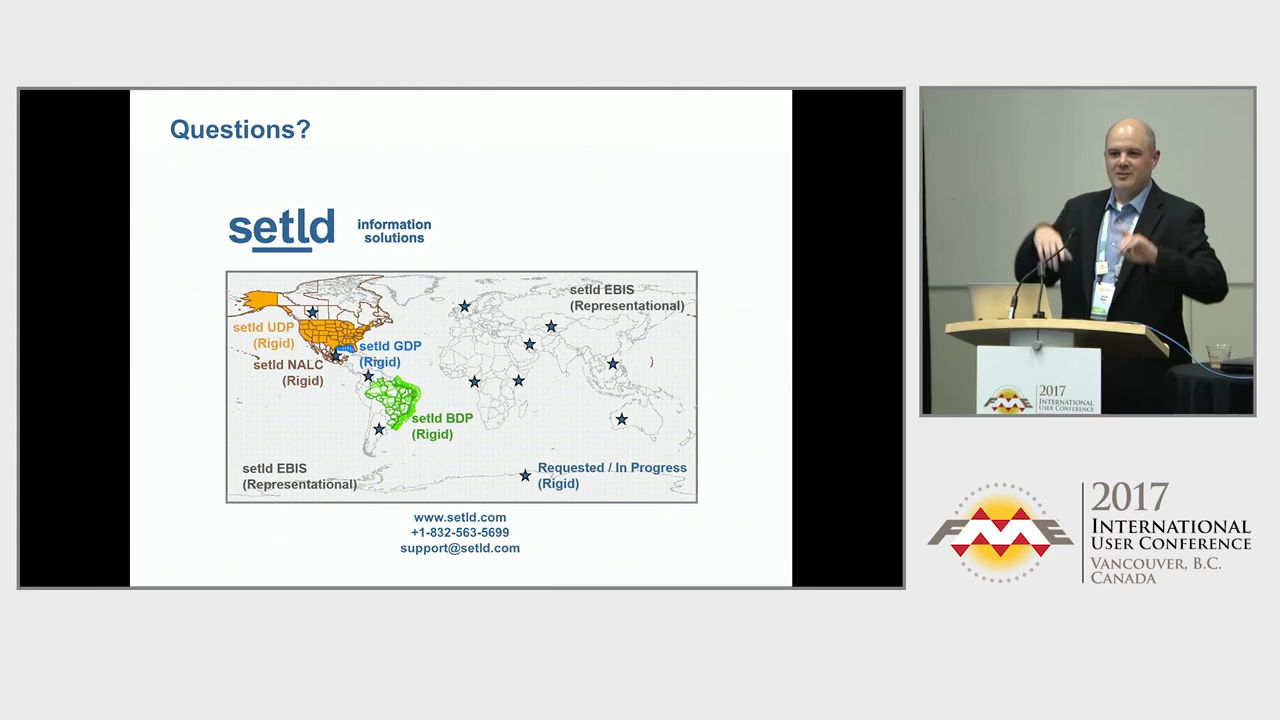 Questions?
setld
information
solutions
setld EBIS
(Representational)
setld UDP
(Rigid)
setld GDP
(Rigid)
setld NALC
(Rigid)
setld BDP
(Rigid)
setld EBIS
(Representational)
Requested / In Progress
(Rigid)
www.setld.com
+1-832-563-5699
support@setld.com
FME
2017
INTERNATIONAL
USER CONFERENCE
FME
2017
INTERNATIONAL
USER CONFERENCE
VANCOUVER, B.C.
CANADA